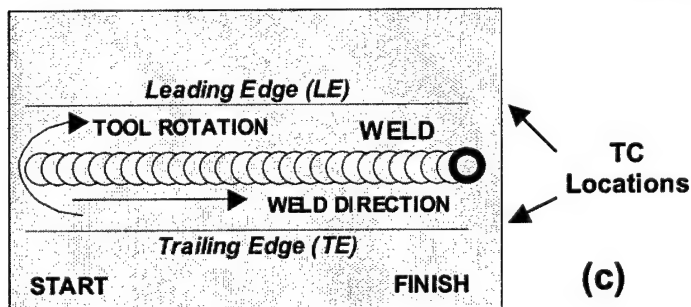 Leading Edge (LE)
TOOL ROTATION WELD
TC
Locations
WELD DIRECTION
Trailing Edge (TE)
START FINISH
(c)